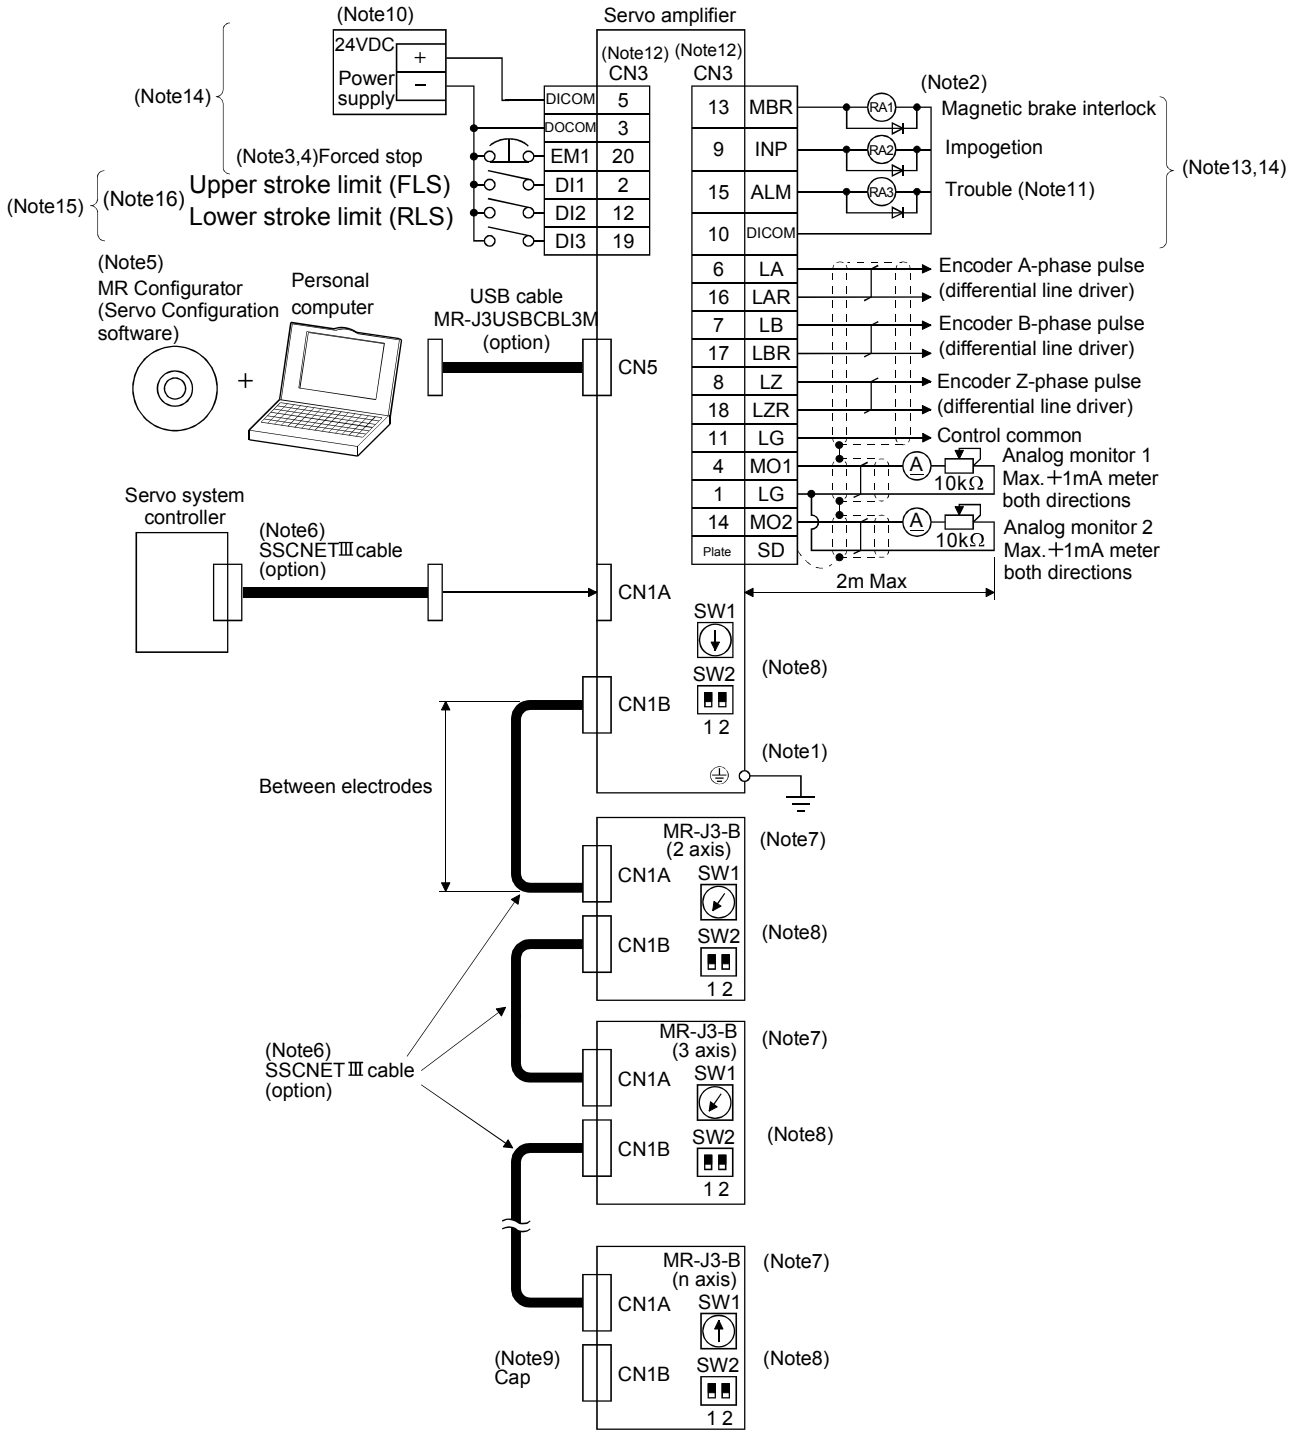 (Note10)
Servo amplifier
24VDC
+
Power
supply
−
(Note14)
(Note12)
CN3
(Note12)
CN3
DICOM 5
DOCOM 3
(Note3,4)Forced stop
EM1 20
(Note15)
(Note16)
Upper stroke limit (FLS)
DI1 2
Lower stroke limit (RLS)
DI2 12
DI3 19
(Note2)
13 MBR
RA1
Magnetic brake interlock
9 INP
RA2
Impogetion
15 ALM
RA3
Trouble (Note11)
10 DICOM
(Note13,14)
6 LA
Encoder A-phase pulse
16 LAR
(differential line driver)
7 LB
Encoder B-phase pulse
17 LBR
(differential line driver)
8 LZ
Encoder Z-phase pulse
18 LZR
(differential line driver)
11 LG
Control common
4 MO1
A
10kΩ
Analog monitor 1
Max.+1mA meter
both directions
1 LG
14 MO2
A
10kΩ
Analog monitor 2
Max.+1mA meter
both directions
Plate SD
2m Max
(Note5)
MR Configurator
(Servo Configuration
software)
+
Personal
computer
USB cable
MR-J3USBCBL3M
(option)
CN5
Servo system
controller
(Note6)
SSCNETⅢ cable
(option)
CN1A
SW1
SW2
1 2
(Note8)
CN1B
(Note1)
Between electrodes
MR-J3-B
(2 axis)
(Note7)
CN1A
SW1
CN1B
SW2
1 2
(Note8)
(Note6)
SSCNETⅢ cable
(option)
MR-J3-B
(3 axis)
(Note7)
CN1A
SW1
CN1B
SW2
1 2
(Note8)
MR-J3-B
(n axis)
(Note7)
CN1A
SW1
(Note9)
Cap
CN1B
SW2
1 2
(Note8)